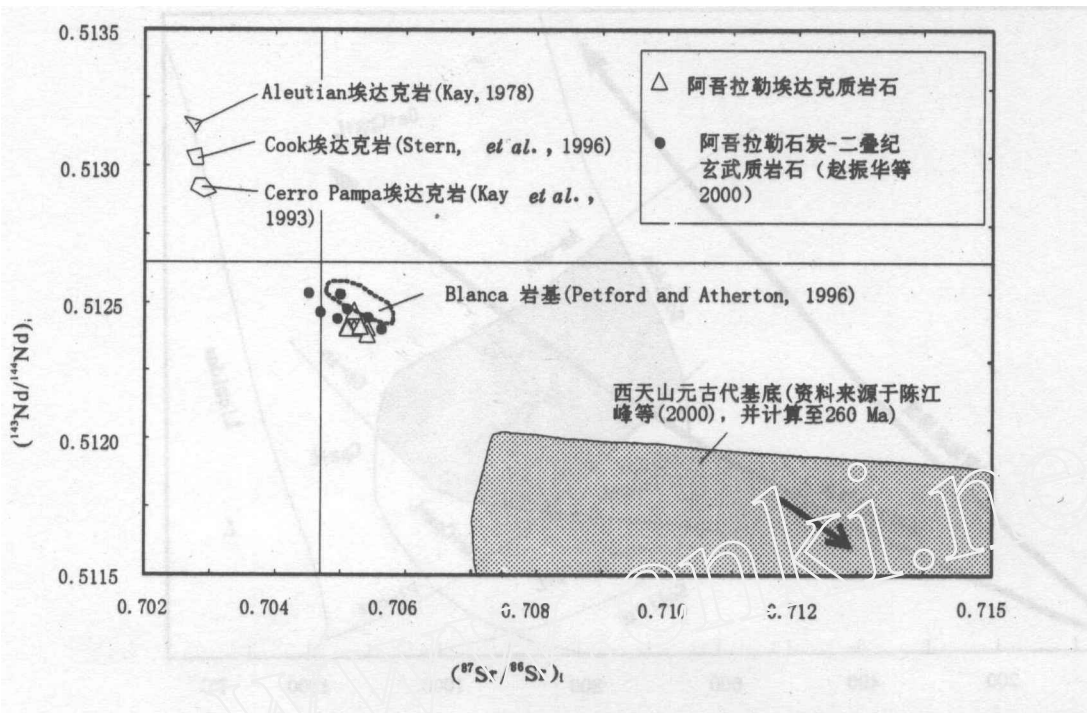 0.5135
0.5130
0.5125
0.5120
0.5115
(¹⁴³Nd/¹⁴⁴Nd)ᵢ
Aleutian埃达克岩(Kay,1978)
Cook埃达克岩(Stern, et al., 1996)
Cerro Pampa埃达克岩(Kay et al.,
1993)
阿吾拉勒埃达克质岩石
阿吾拉勒石炭-二叠纪
玄武质岩石（赵振华等
2000）
Blanca 岩基(Petford and Atherton, 1996)
西天山元古代基底(资料来源于陈江
峰等(2000), 并计算至260 Ma)
0.702
0.704
0.706
0.708
0.710
0.712
0.715
(⁸⁷Sr/⁸⁶Sr)ᵢ